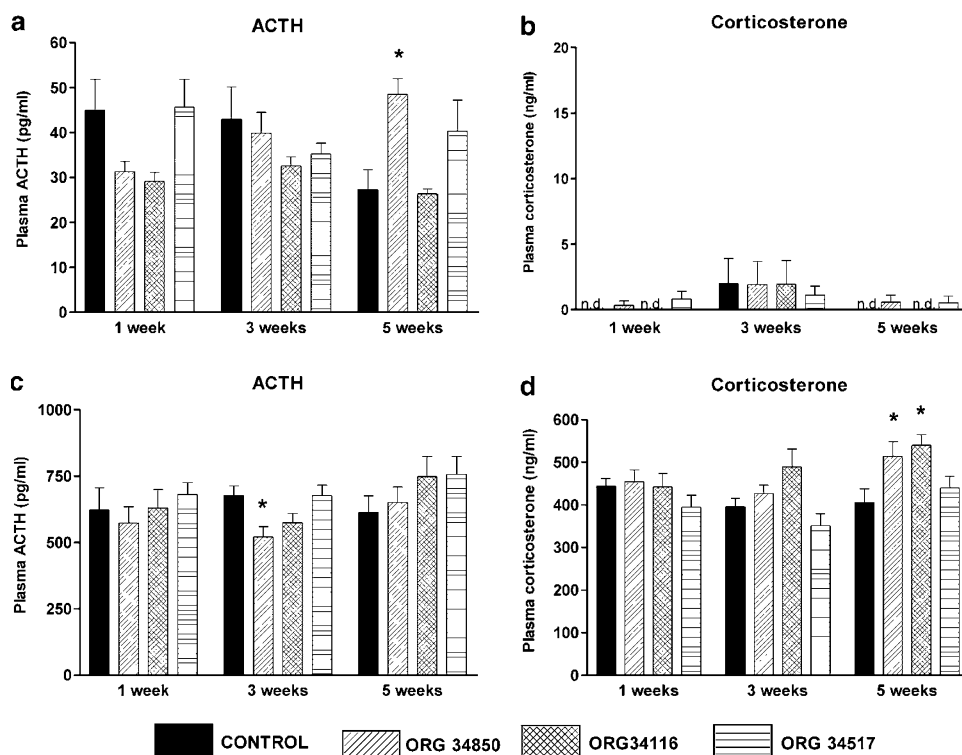 a
ACTH
Plasma ACTH (pg/ml)
60
50
40
30
20
10
0
*
1 week
3 weeks
5 weeks
b
Corticosterone
Plasma corticosterone (ng/ml)
20
15
10
5
0
n.d. n.d. n.d. n.d.
1 week
3 weeks
5 weeks
c
ACTH
Plasma ACTH (pg/ml)
1000
750
500
250
0
*
1 week
3 weeks
5 weeks
d
Corticosterone
Plasma corticosterone (ng/ml)
600
500
400
300
200
100
0
* *
1 weeks
3 weeks
5 weeks
CONTROL
ORG 34850
ORG34116
ORG 34517